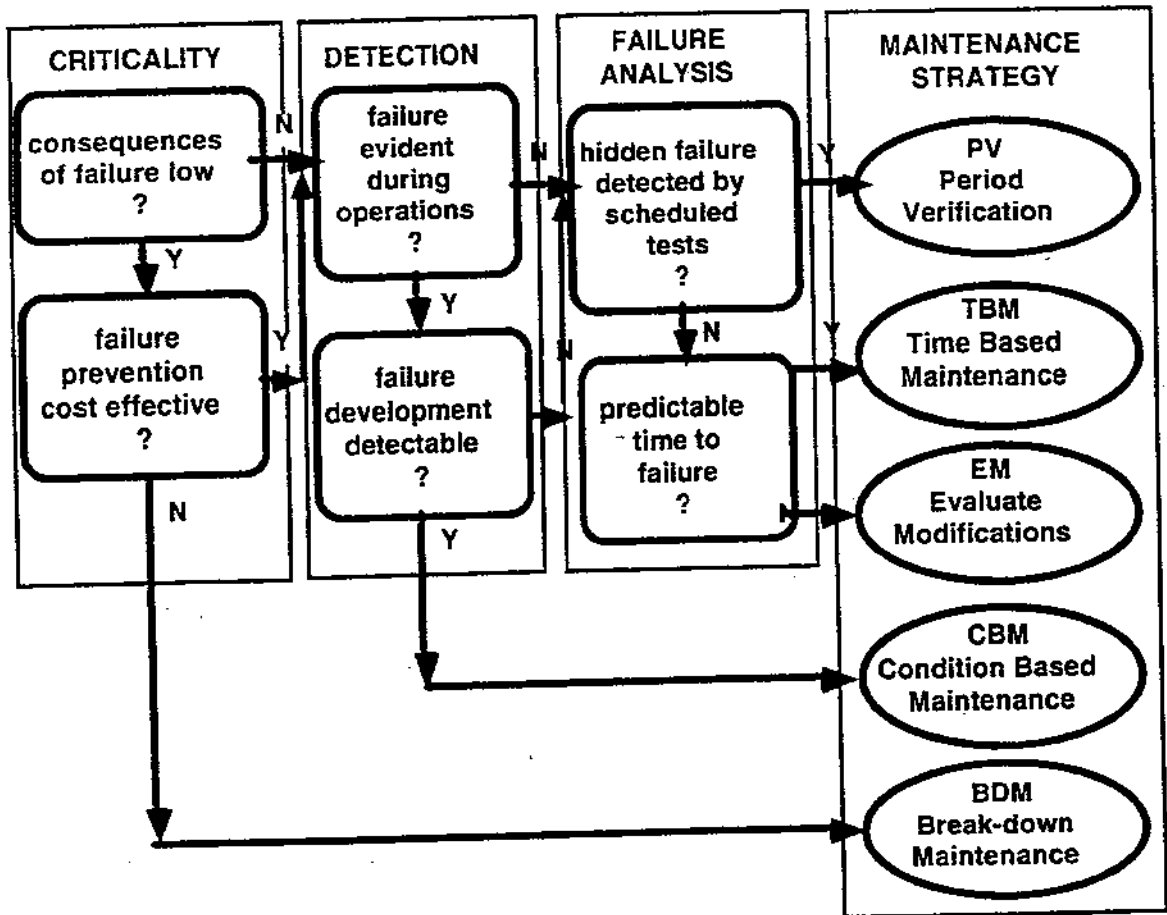 CRITICALITY
consequences
of failure low
?
N
Y
failure
prevention
cost effective
?
Y
N
DETECTION
failure
evident
during
operations
?
N
Y
failure
development
detectable
?
N
Y
FAILURE
ANALYSIS
hidden failure
detected by
scheduled
tests
?
Y
N
predictable
time to
failure
?
Y
MAINTENANCE
STRATEGY
PV
Period
Verification
TBM
Time Based
Maintenance
EM
Evaluate
Modifications
CBM
Condition Based
Maintenance
BDM
Break-down
Maintenance